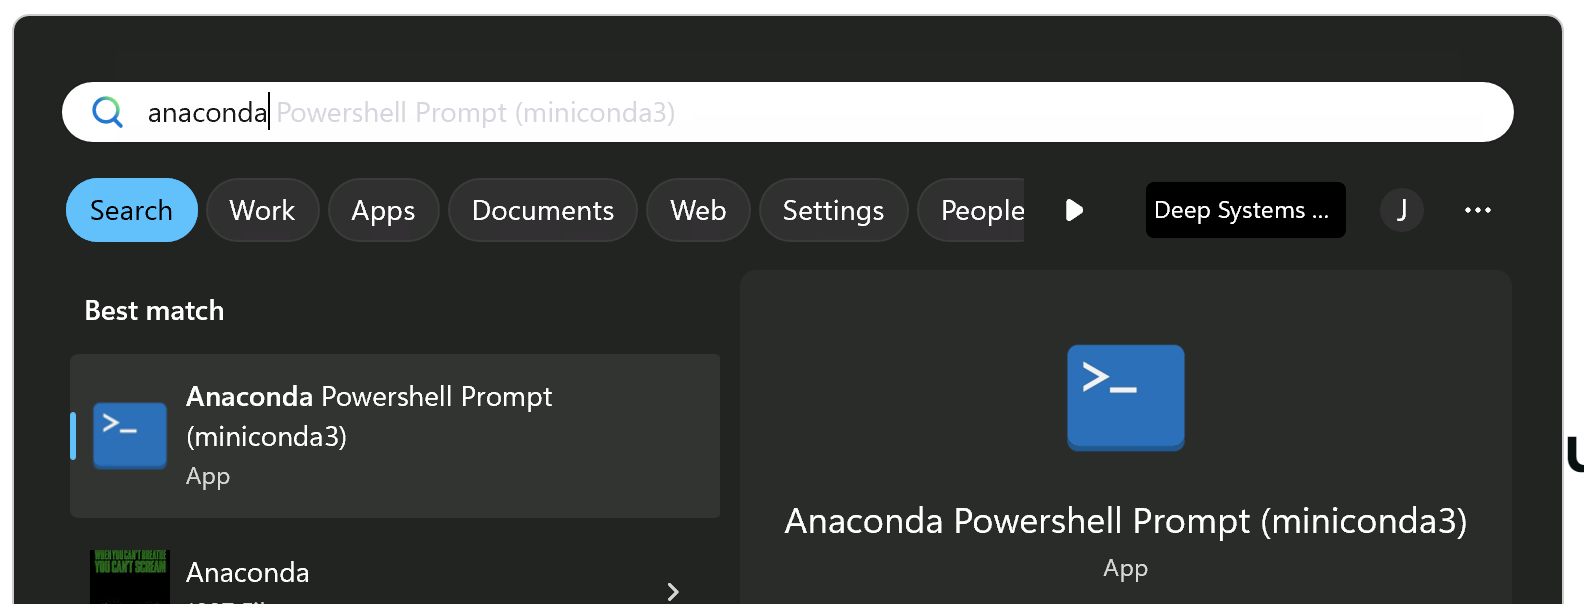 anaconda Powershell Prompt (miniconda3)
Search Work Apps Documents Web Settings People Deep Systems ... J
Best match
Anaconda Powershell Prompt
(miniconda3)
App
Anaconda Powershell Prompt (miniconda3)
App
WHEN YOU CAN'T BREATHE
YOU CAN'T SCREAM
Anaconda